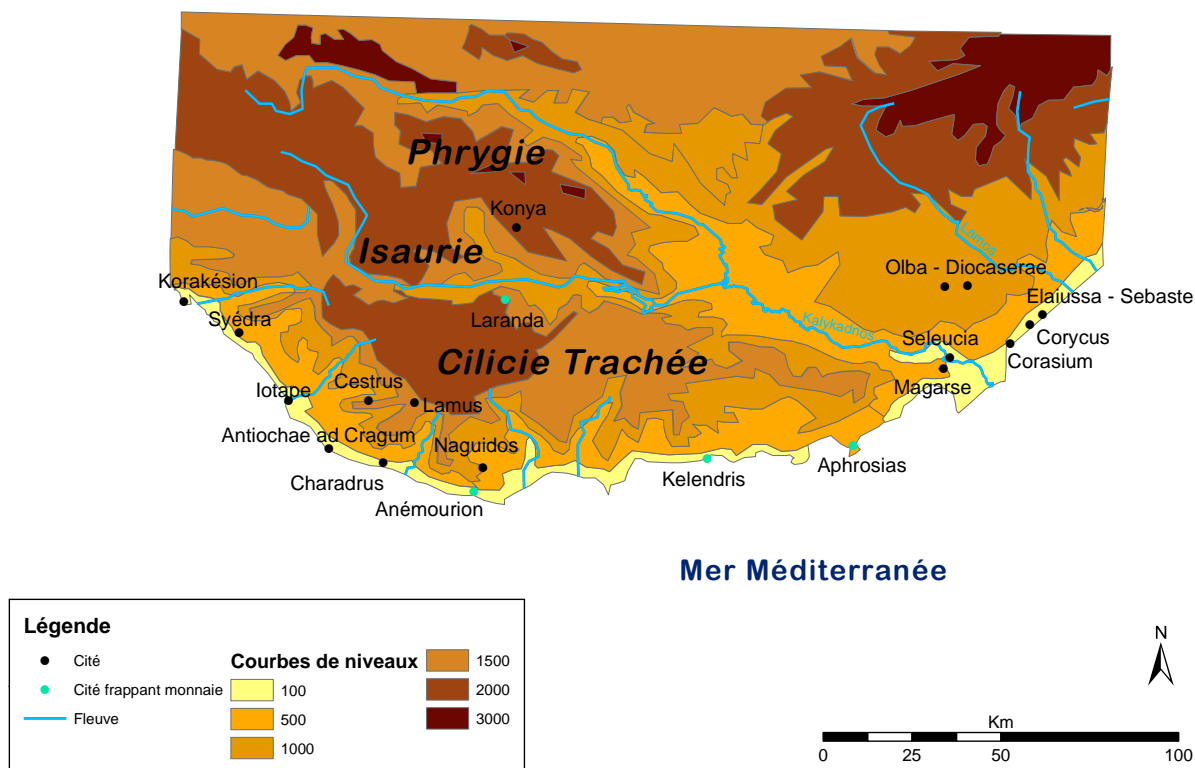 Phrygie
Konya
Isaurie
Lamos
Olba - Diocaserae
Korakésion
Elaiussa - Sebaste
Syédra
Laranda
Kalykadnos
Seleucia
Corycus
Corasium
Cilicie Trachée
Magarse
Iotape
Cestrus
Lamus
Antiochae ad Cragum
Naguidos
Aphrosias
Charadrus
Kelendris
Anémourion
Mer Méditerranée
Légende
Cité
Cité frappant monnaie
Fleuve
Courbes de niveaux
100
500
1000
1500
2000
3000
N
Km
0 25 50 100